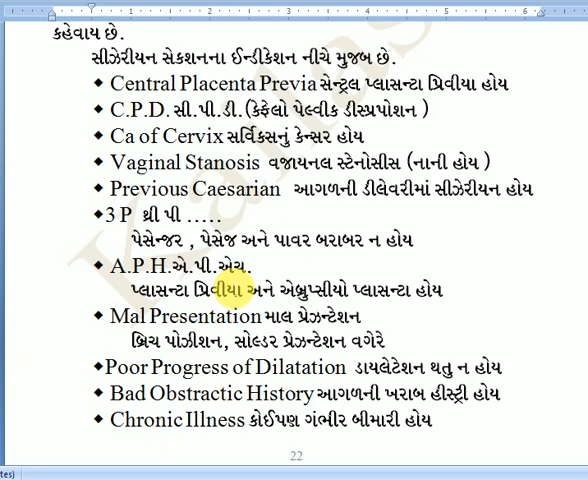 કહેવાય છે.
સીઝેરીયન સેકશનના ઈન્ડીકેશન નીચે મુજબ છે.
◆ Central Placenta Previa સેન્ટ્રલ પ્લાસન્ટા પ્રિવીયા હોય
◆ C.P.D. સી.પી.ડી. (કેફેલો પેલ્વીક ડીસ્પ્રપોશન )
◆ Ca of Cervix સર્વિકસનું કેન્સર હોય
◆ Vaginal Stanosis વજાયનલ સ્ટેનોસીસ (નાની હોય )
◆ Previous Caesarian આગળની ડીલેવરીમાં સીઝેરીયન હોય
◆ 3 P થ્રી પી .....
પેસેન્જર , પેસેજ અને પાવર બરાબર ન હોય
◆ A.P.H.એ.પી.એચ.
પ્લાસન્ટા પ્રિવીયા અને એબ્રુપ્સીયો પ્લાસન્ટા હોય
◆ Mal Presentation માલ પ્રેઝન્ટેશન
બ્રિચ પોઝીશન, સોલ્ડર પ્રેઝન્ટેશન વગેરે
◆ Poor Progress of Dilatation ડાયલેટેશન થતુ ન હોય
◆ Bad Obstractic History આગળની ખરાબ હીસ્ટ્રી હોય
◆ Chronic Illness કોઈપણ ગંભીર બીમારી હોય
22
tes)